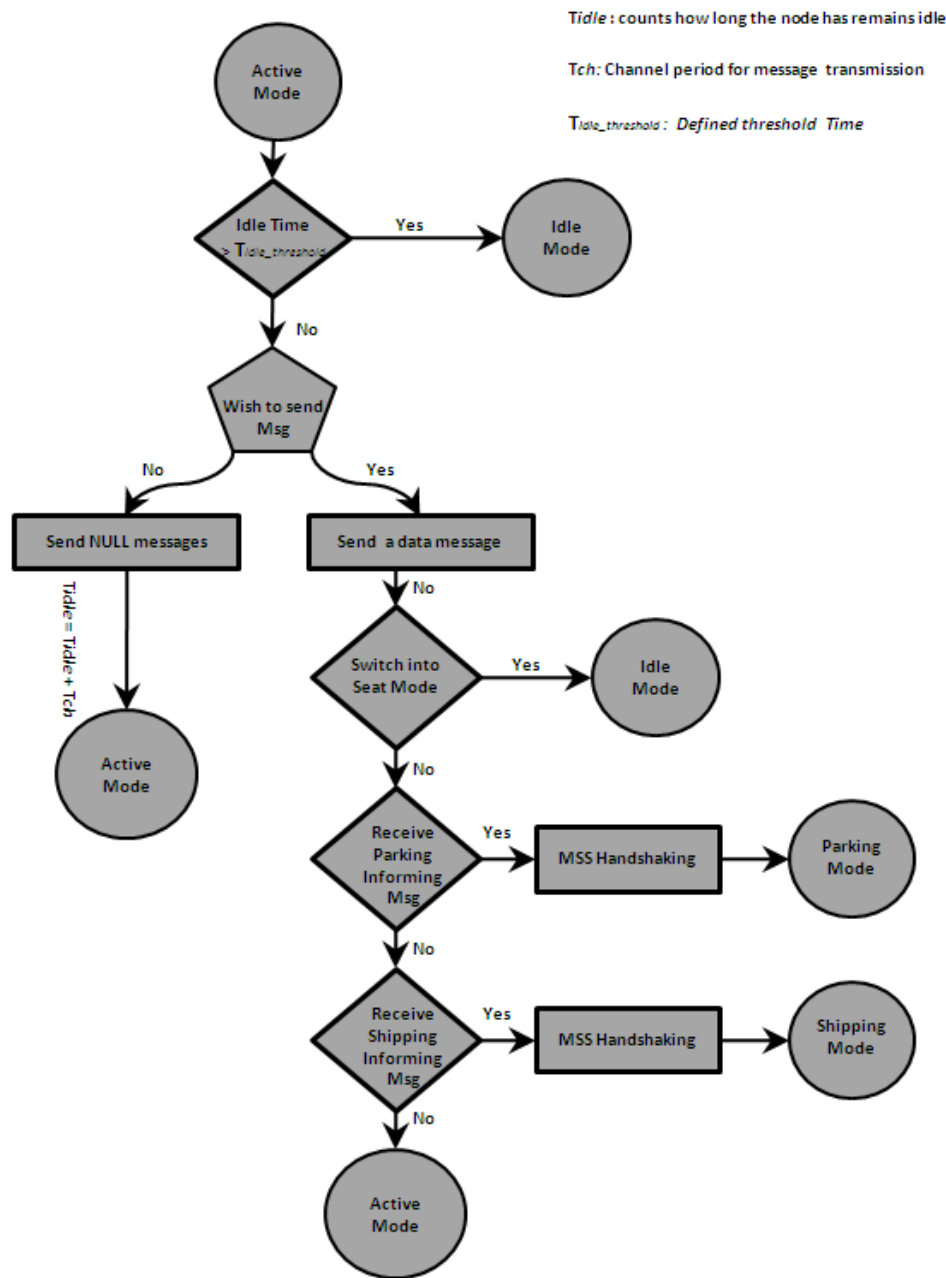 Tidle : counts how long the node has remains idle
Tch: Channel period for message transmission
Tidle_threshold : Defined threshold Time
Active
Mode
Idle Time
> Tidle_threshold
Yes
Idle
Mode
No
Wish to send
Msg
No
Yes
Send NULL messages
Send a data message
Tidle = Tidle + Tch
No
Switch into
Seat Mode
Yes
Idle
Mode
Active
Mode
No
Receive
Parking
Informing
Msg
Yes
MSS Handshaking
Parking
Mode
No
Receive
Shipping
Informing
Msg
Yes
MSS Handshaking
Shipping
Mode
No
Active
Mode